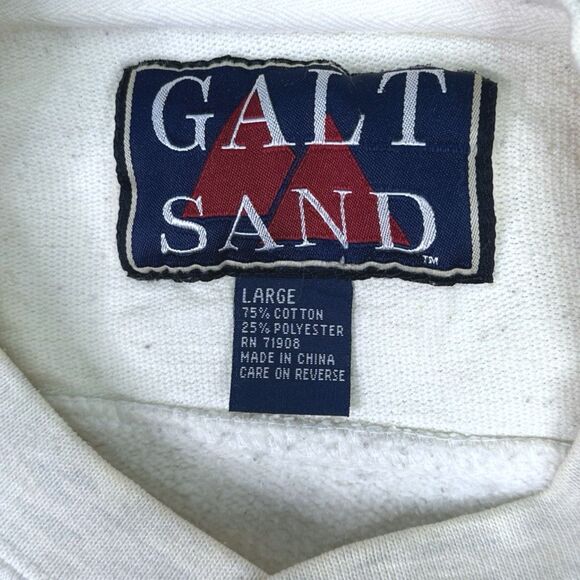 GALT
SAND
TM
LARGE
75% COTTON
25% POLYESTER
RN 71908
MADE IN CHINA
CARE ON REVERSE